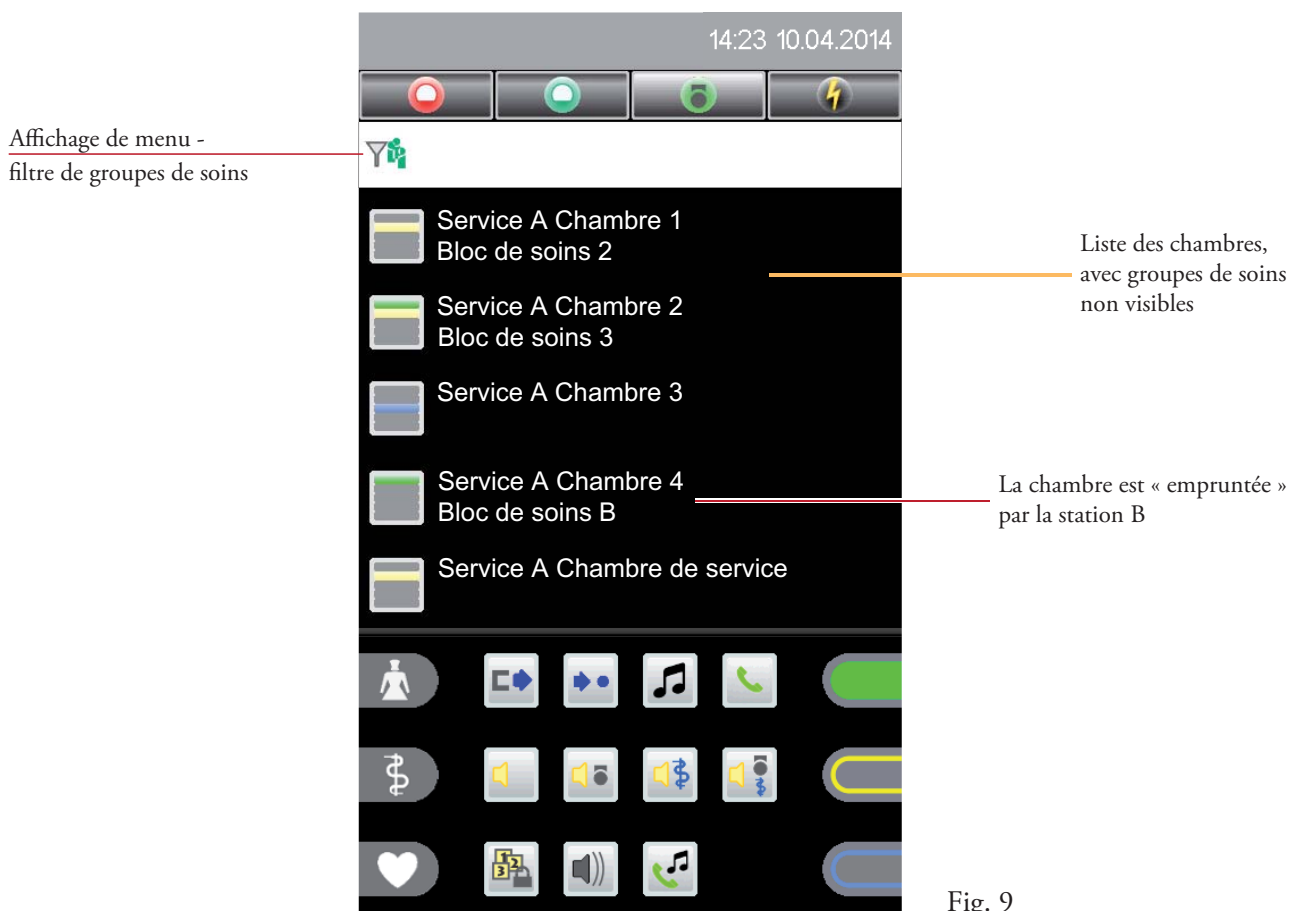 14:23 10.04.2014
Affichage de menu -
filtre de groupes de soins
Service A Chambre 1
Bloc de soins 2
Liste des chambres,
avec groupes de soins
non visibles
Service A Chambre 2
Bloc de soins 3
Service A Chambre 3
Service A Chambre 4
Bloc de soins B
La chambre est « empruntée »
par la station B
Service A Chambre de service
1
2
3
Fig. 9